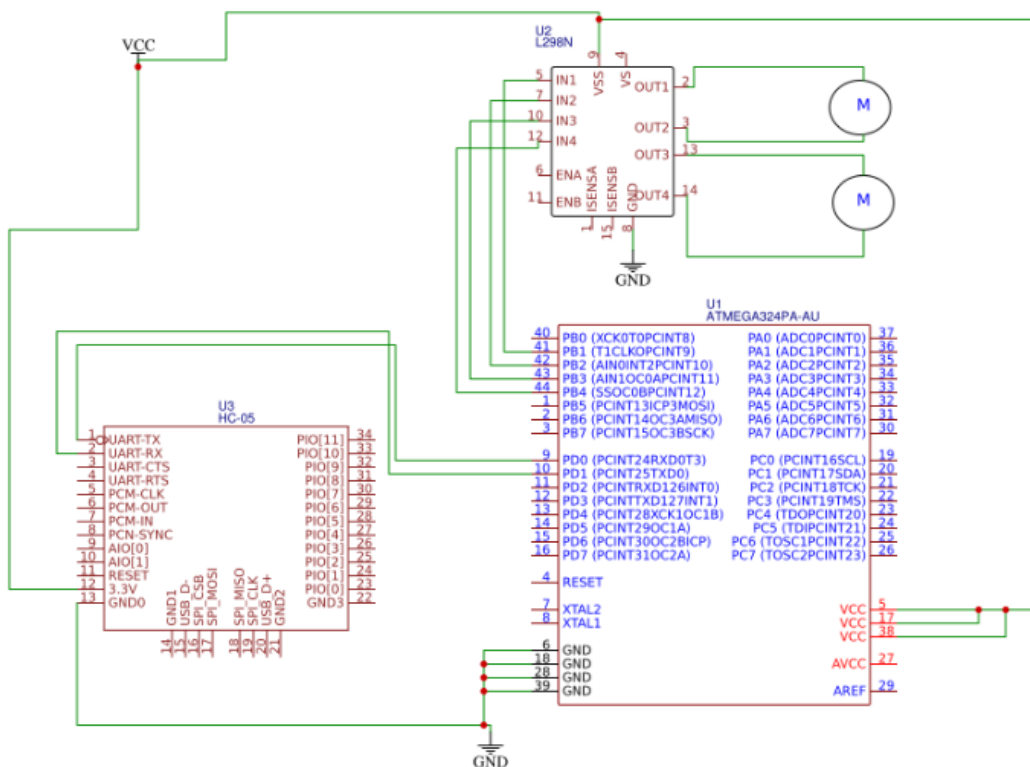 VCC
U2
L298N
9
4
VSS
VS
5 IN1
7 IN2
10 IN3
12 IN4
6 ENA
11 ENB
OUT1 2
OUT2 3
OUT3 13
OUT4 14
ISENSA
ISENSB
GND
1
15
8
GND
M
M
U1
ATMEGA324PA-AU
40 PB0 (XCK0T0PCINT8)
41 PB1 (T1CLKOPCINT9)
42 PB2 (AIN0INT2PCINT10)
43 PB3 (AIN1OC0APCINT11)
44 PB4 (SSOC0BPCINT12)
1 PB5 (PCINT13ICP3MOSI)
2 PB6 (PCINT14OC3AMISO)
3 PB7 (PCINT15OC3BSCK)
9 PD0 (PCINT24RXD0T3)
10 PD1 (PCINT25TXD0)
11 PD2 (PCINTRXD126INT0)
12 PD3 (PCINTTXD127INT1)
13 PD4 (PCINT28XCK1OC1B)
14 PD5 (PCINT29OC1A)
15 PD6 (PCINT30OC2BICP)
16 PD7 (PCINT31OC2A)
4 RESET
7 XTAL2
8 XTAL1
6 GND
18 GND
28 GND
39 GND
PA0 (ADC0PCINT0) 37
PA1 (ADC1PCINT1) 36
PA2 (ADC2PCINT2) 35
PA3 (ADC3PCINT3) 34
PA4 (ADC4PCINT4) 33
PA5 (ADC5PCINT5) 32
PA6 (ADC6PCINT6) 31
PA7 (ADC7PCINT7) 30
PC0 (PCINT16SCL) 19
PC1 (PCINT17SDA) 20
PC2 (PCINT18TCK) 21
PC3 (PCINT19TMS) 22
PC4 (TDOPCINT20) 23
PC5 (TDIPCINT21) 24
PC6 (TOSC1PCINT22) 25
PC7 (TOSC2PCINT23) 26
VCC 5
VCC 17
VCC 38
AVCC 27
AREF 29
U3
HC-05
1 UART-TX
2 UART-RX
3 UART-CTS
4 UART-RTS
5 PCM-CLK
6 PCM-OUT
7 PCM-IN
8 PCN-SYNC
9 AIO[0]
10 AIO[1]
11 RESET
12 3.3V
13 GND0
PIO[11] 34
PIO[10] 33
PIO[9] 32
PIO[8] 31
PIO[7] 30
PIO[6] 29
PIO[5] 28
PIO[4] 27
PIO[3] 26
PIO[2] 25
PIO[1] 24
PIO[0] 23
GND3 22
GND1
USB D-
SPI_CSB
SPI_MOSI
SPI_MISO
SPI_CLK
USB D+
GND2
14
15
16
17
18
19
20
21
GND